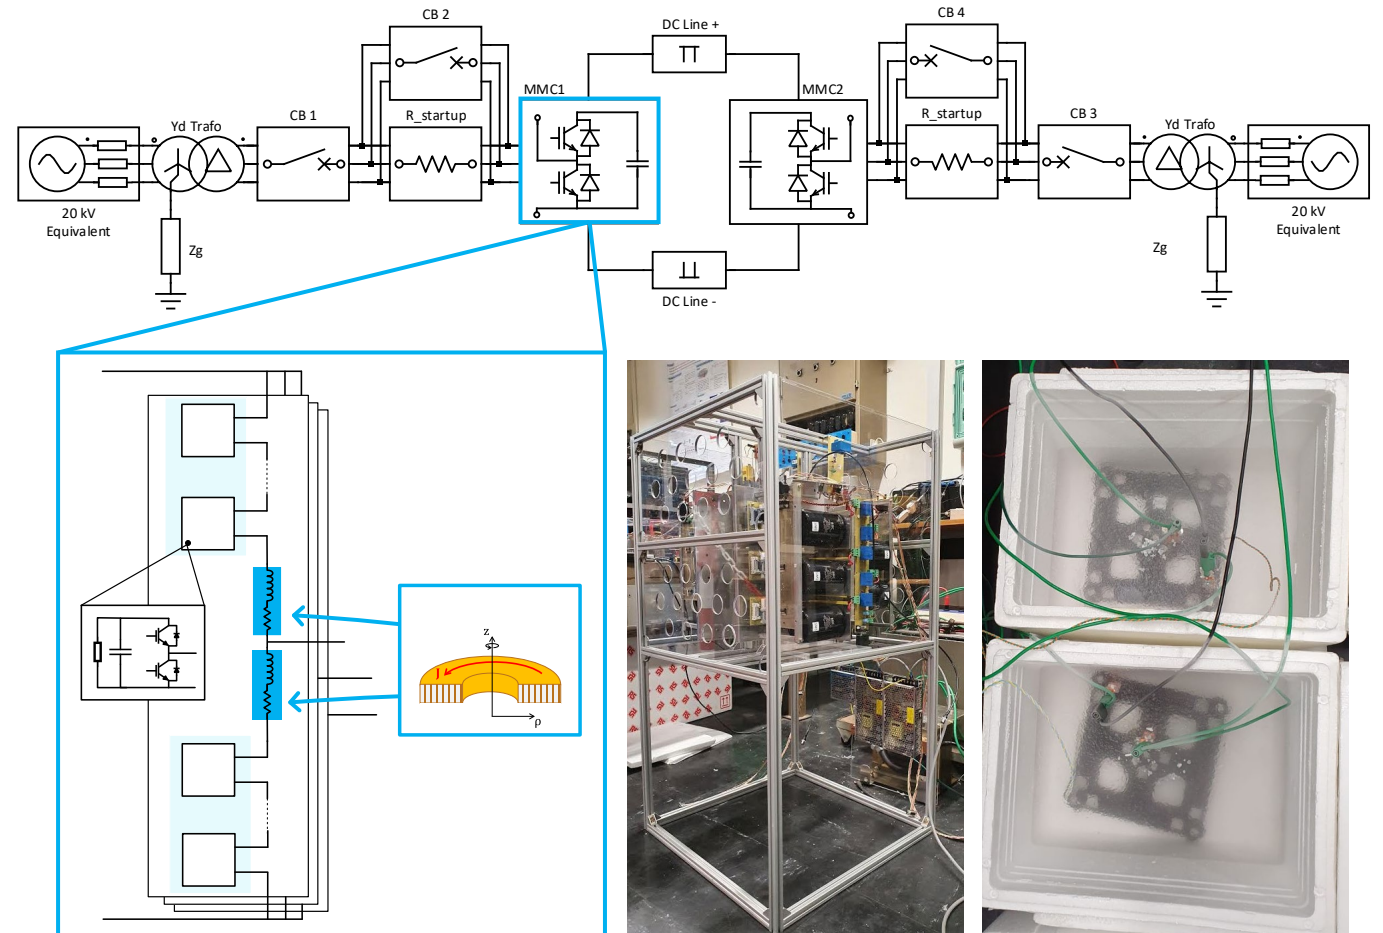 CB 2
CB 4
DC Line +
MMC1
MMC2
Yd Trafo
CB 1
R_startup
R_startup
CB 3
Yd Trafo
20 kV
Equivalent
Zg
Zg
20 kV
Equivalent
DC Line -
z
J
ρ